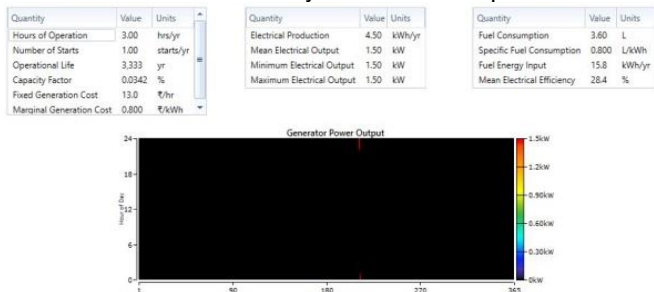 Quantity Value Units
Hours of Operation 3.00 hrs/yr
Number of Starts 1.00 starts/yr
Operational Life 3,333 yr
Capacity Factor 0.0342 %
Fixed Generation Cost 13.0 ₹/hr
Marginal Generation Cost 0.800 ₹/kWh
Quantity Value Units
Electrical Production 4.50 kWh/yr
Mean Electrical Output 1.50 kW
Minimum Electrical Output 1.50 kW
Maximum Electrical Output 1.50 kW
Quantity Value Units
Fuel Consumption 3.60 L
Specific Fuel Consumption 0.800 L/kWh
Fuel Energy Input 15.8 kWh/yr
Mean Electrical Efficiency 28.4 %
Generator Power Output
Hour of Day
24
18
12
6
0
1 90 180 270 365
1.5kW
1.2kW
0.90kW
0.60kW
0.30kW
0kW